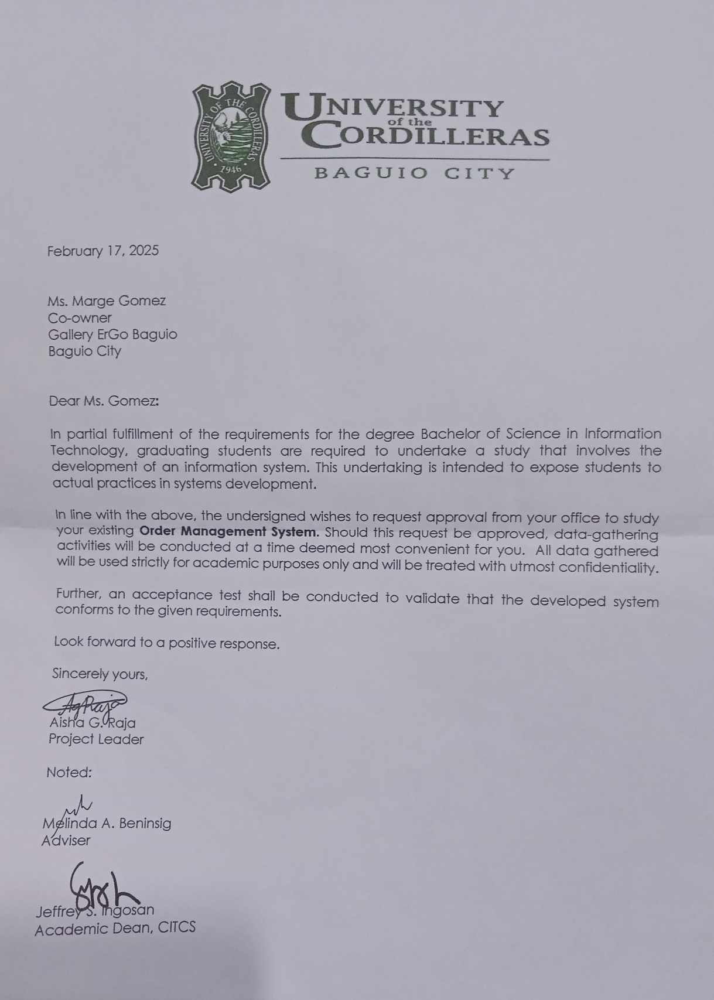 UNIVERSITY OF THE CORDILLERAS
• 1946 •
UNIVERSITY
of the
CORDILLERAS
BAGUIO CITY
February 17, 2025
Ms. Marge Gomez
Co-owner
Gallery ErGo Baguio
Baguio City
Dear Ms. Gomez:
In partial fulfillment of the requirements for the degree Bachelor of Science in Information
Technology, graduating students are required to undertake a study that involves the
development of an information system. This undertaking is intended to expose students to
actual practices in systems development.
In line with the above, the undersigned wishes to request approval from your office to study
your existing Order Management System. Should this request be approved, data-gathering
activities will be conducted at a time deemed most convenient for you. All data gathered
will be used strictly for academic purposes only and will be treated with utmost confidentiality.
Further, an acceptance test shall be conducted to validate that the developed system
conforms to the given requirements.
Look forward to a positive response.
Sincerely yours,
AgRaja
Aisha G. Raja
Project Leader
Noted:
Melinda A. Beninsig
Adviser
Jeffrey S. Ingosan
Academic Dean, CITCS